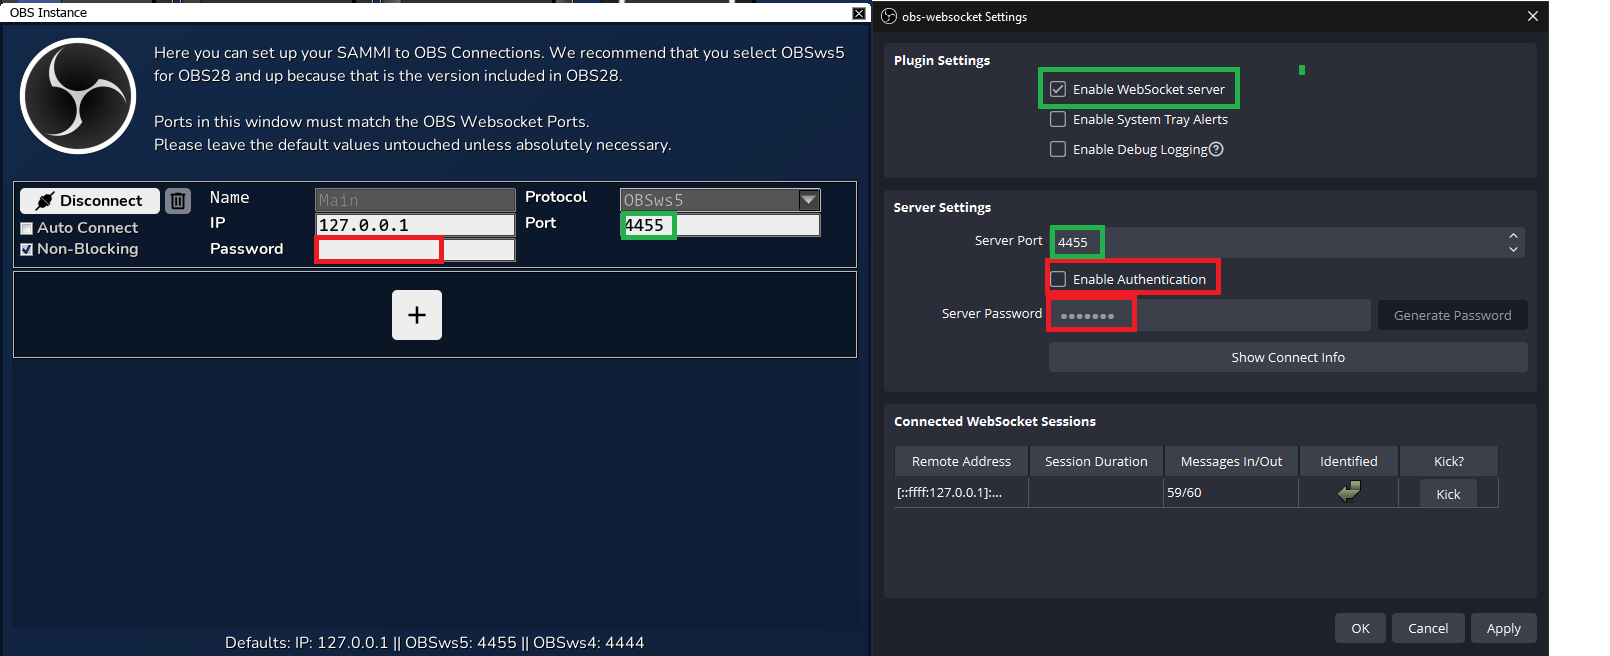 OBS Instance
Here you can set up your SAMMI to OBS Connections. We recommend that you select OBSws5
for OBS28 and up because that is the version included in OBS28.
Ports in this window must match the OBS Websocket Ports.
Please leave the default values untouched unless absolutely necessary.
Disconnect
Name
Main
Protocol
OBSws5
Auto Connect
IP
127.0.0.1
Port
4455
Non-Blocking
Password
+
Defaults: IP: 127.0.0.1 || OBSws5: 4455 || OBSws4: 4444
obs-websocket Settings
Plugin Settings
Enable WebSocket server
Enable System Tray Alerts
Enable Debug Logging
Server Settings
Server Port
4455
Enable Authentication
Server Password
•••••••
Generate Password
Show Connect Info
Connected WebSocket Sessions
Remote Address
Session Duration
Messages In/Out
Identified
Kick?
[::ffff:127.0.0.1]:...
59/60
Kick
OK
Cancel
Apply